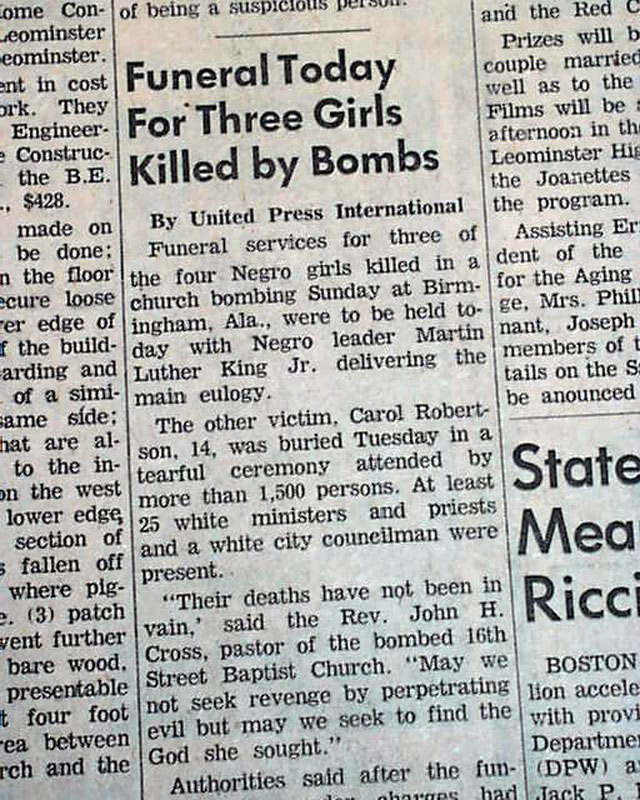 ome Con-
Leominster
eominster.
ent in cost
ork. They
Engineer-
e Construc-
the B.E.
., $428.
made on
be done;
n the floor
ecure loose
er edge of
f the build-
arding and
of a simi-
same side;
hat are al-
to the in-
on the west
lower edge,
section of
s fallen off
where pig-
e. (3) patch
went further
bare wood,
presentable
t four foot
rea between
rch and the
of being a suspicious person.
Funeral Today
For Three Girls
Killed by Bombs
By United Press International
Funeral services for three of
the four Negro girls killed in a
church bombing Sunday at Birm-
ingham, Ala., were to be held to-
day with Negro leader Martin
Luther King Jr. delivering the
main eulogy.
The other victim, Carol Robert-
son, 14, was buried Tuesday in a
tearful ceremony attended by
more than 1,500 persons. At least
25 white ministers and priests
and a white city councilman were
present.
"Their deaths have not been in
vain,' said the Rev. John H.
Cross, pastor of the bombed 16th
Street Baptist Church. "May we
not seek revenge by perpetrating
evil but may we seek to find the
God she sought."
Authorities said after the fun-
charges had
and the Red C
Prizes will b
couple married
well as to the
Films will be
afternoon in the
Leominster Hig
the Joanettes
the program.
Assisting Er
dent of the
for the Aging
ge, Mrs. Phill
nant, Joseph
members of t
tails on the S
be anounced
State
Mea
Ricci
BOSTON
lion accele
with provi
Departme
(DPW) a
Jack P.